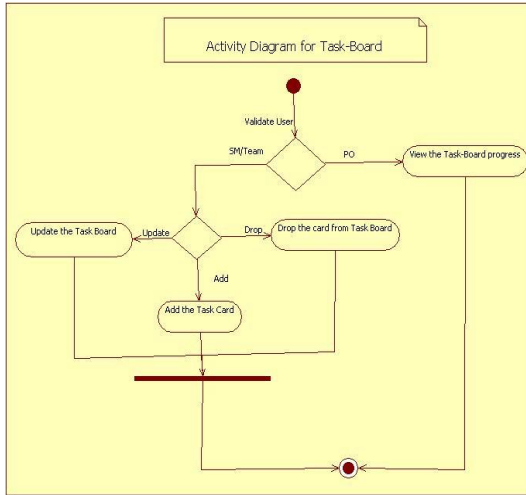 Activity Diagram for Task-Board
Validate User
SM/Team
PO
View the Task-Board progress
Update the Task Board
Update
Drop
Drop the card from Task Board
Add
Add the Task Card